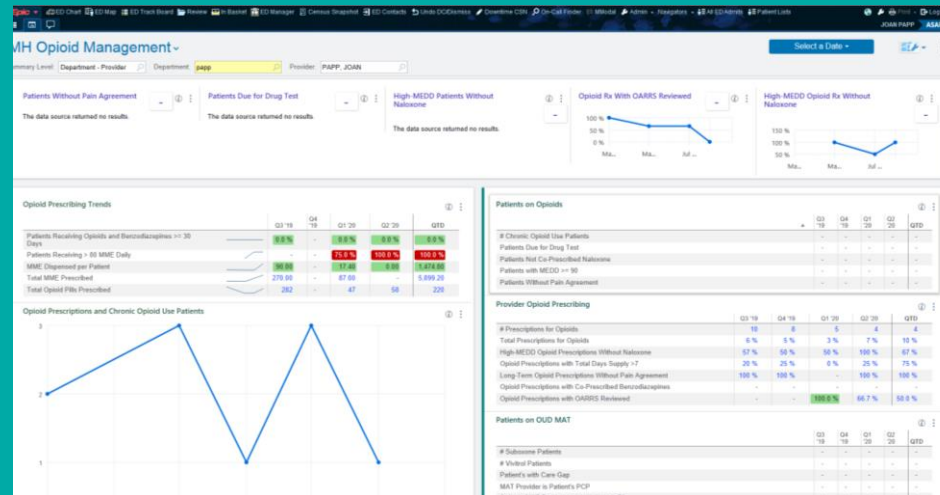 Epic ED Chart ED Map ED Track Board Review In Basket ED Manager Census Snapshot ED Contacts Undo DC/Dismiss Downtime CSN On-Call Finder MModal Admin Navigators All ED Admits Patient Lists Print Log
JOAN PAPP
MH Opioid Management
Select a Date
mmary Level: Department - Provider Department: papp Provider: PAPP, JOAN
Patients Without Pain Agreement
The data source returned no results.
Patients Due for Drug Test
The data source returned no results.
High-MEDD Patients Without Naloxone
The data source returned no results.
Opioid Rx With OARRS Reviewed
100 %
50 %
0 %
Ma... Ma... Jul ...
High-MEDD Opioid Rx Without Naloxone
150 %
100 %
50 %
Ma... Ma... Jul ...
Opioid Prescribing Trends
Q3 '19 Q4 '19 Q1 '20 Q2 '20 QTD
Patients Receiving Opioids and Benzodiazepines >= 30 Days 0.0 % - 0.0 % 0.0 % 0.0 %
Patients Receiving > 80 MME Daily - - 75.0 % 100.0 % 100.0 %
MME Dispensed per Patient 90.00 - 17.40 0.00 1,474.80
Total MME Prescribed 270.00 - 87.00 - 5,899.20
Total Opioid Pills Prescribed 282 - 47 50 220
Opioid Prescriptions and Chronic Opioid Use Patients
3
2
1
Patients on Opioids
Q3 '19 Q4 '19 Q1 '20 Q2 '20 QTD
# Chronic Opioid Use Patients - - - - -
Patients Due for Drug Test - - - - -
Patients Not Co-Prescribed Naloxone - - - - -
Patients with MEDD >= 90 - - - - -
Patients Without Pain Agreement - - - - -
Provider Opioid Prescribing
Q3 '19 Q4 '19 Q1 '20 Q2 '20 QTD
# Prescriptions for Opioids 10 8 5 4 4
Total Prescriptions for Opioids 6 % 5 % 3 % 7 % 10 %
High-MEDD Opioid Prescriptions Without Naloxone 57 % 50 % 50 % 100 % 67 %
Opioid Prescriptions with Total Days Supply >7 20 % 25 % 0 % 25 % 75 %
Long-Term Opioid Prescriptions Without Pain Agreement 100 % 100 % - 100 % 100 %
Opioid Prescriptions with Co-Prescribed Benzodiazepines - - - - -
Opioid Prescriptions with OARRS Reviewed - - 100.0 % 66.7 % 50.0 %
Patients on OUD MAT
Q3 '19 Q4 '19 Q1 '20 Q2 '20 QTD
# Suboxone Patients - - - - -
# Vivitrol Patients - - - - -
Patient's with Care Gap - - - - -
MAT Provider is Patient's PCP - - - - -